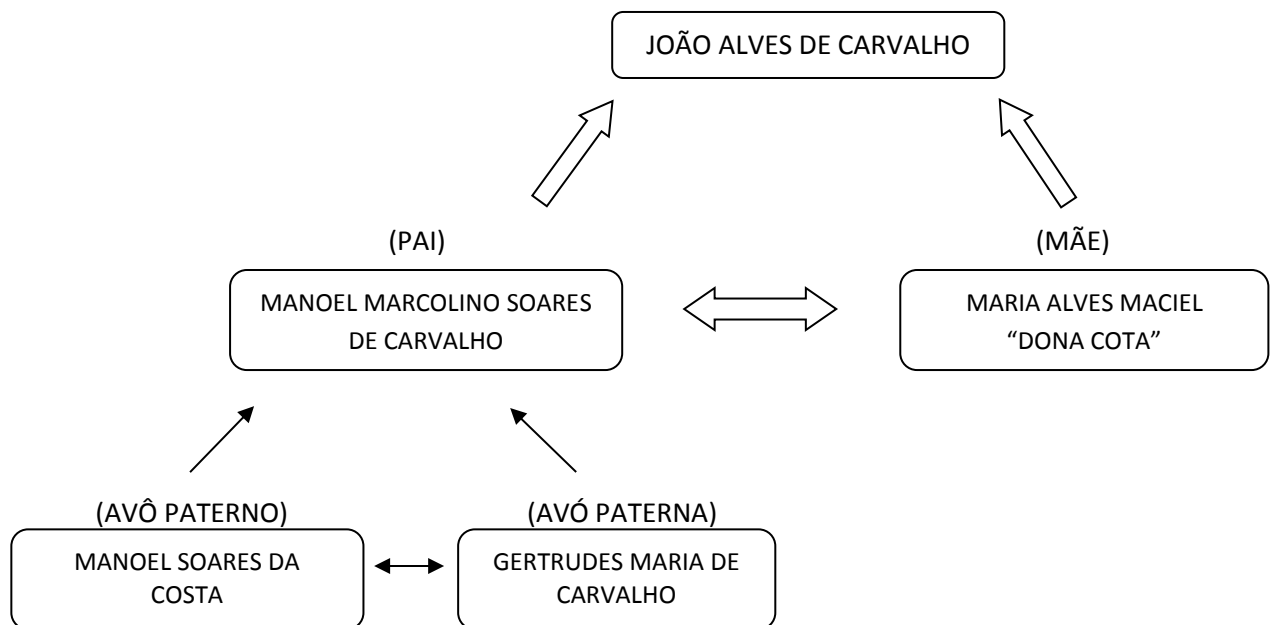 JOÃO ALVES DE CARVALHO
(PAI)
(MÃE)
MANOEL MARCOLINO SOARES
DE CARVALHO
MARIA ALVES MACIEL
“DONA COTA”
(AVÔ PATERNO)
(AVÓ PATERNA)
MANOEL SOARES DA
COSTA
GERTRUDES MARIA DE
CARVALHO